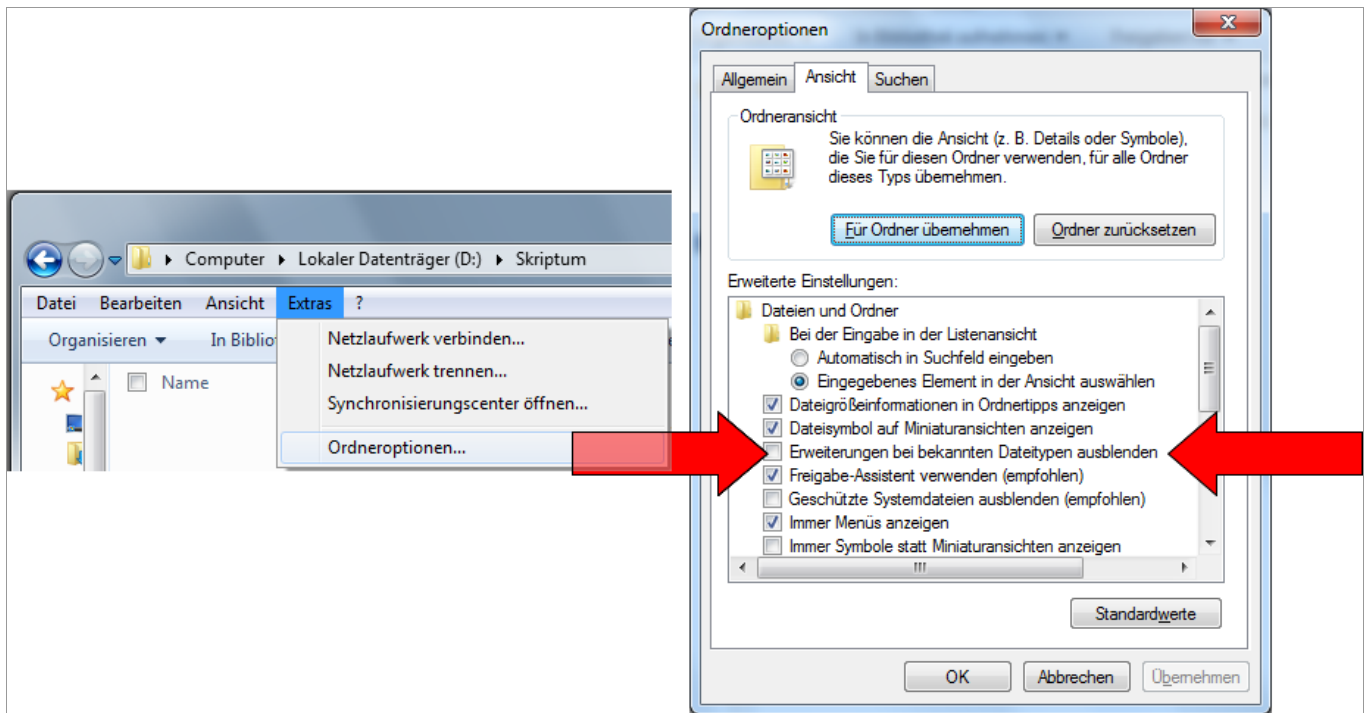 Computer ▸ Lokaler Datenträger (D:) ▸ Skriptum
Datei Bearbeiten Ansicht Extras ?
Organisieren In Biblio
Name
Netzlaufwerk verbinden...
Netzlaufwerk trennen...
Synchronisierungscenter öffnen...
Ordneroptionen...
Ordneroptionen
Allgemein Ansicht Suchen
Ordneransicht
Sie können die Ansicht (z. B. Details oder Symbole),
die Sie für diesen Ordner verwenden, für alle Ordner
dieses Typs übernehmen.
Für Ordner übernehmen Ordner zurücksetzen
Erweiterte Einstellungen:
Dateien und Ordner
Bei der Eingabe in der Listenansicht
Automatisch in Suchfeld eingeben
Eingegebenes Element in der Ansicht auswählen
Dateigrößeinformationen in Ordnertipps anzeigen
Dateisymbol auf Miniaturansichten anzeigen
Erweiterungen bei bekannten Dateitypen ausblenden
Freigabe-Assistent verwenden (empfohlen)
Geschützte Systemdateien ausblenden (empfohlen)
Immer Menüs anzeigen
Immer Symbole statt Miniaturansichten anzeigen
Standardwerte
OK Abbrechen Übernehmen